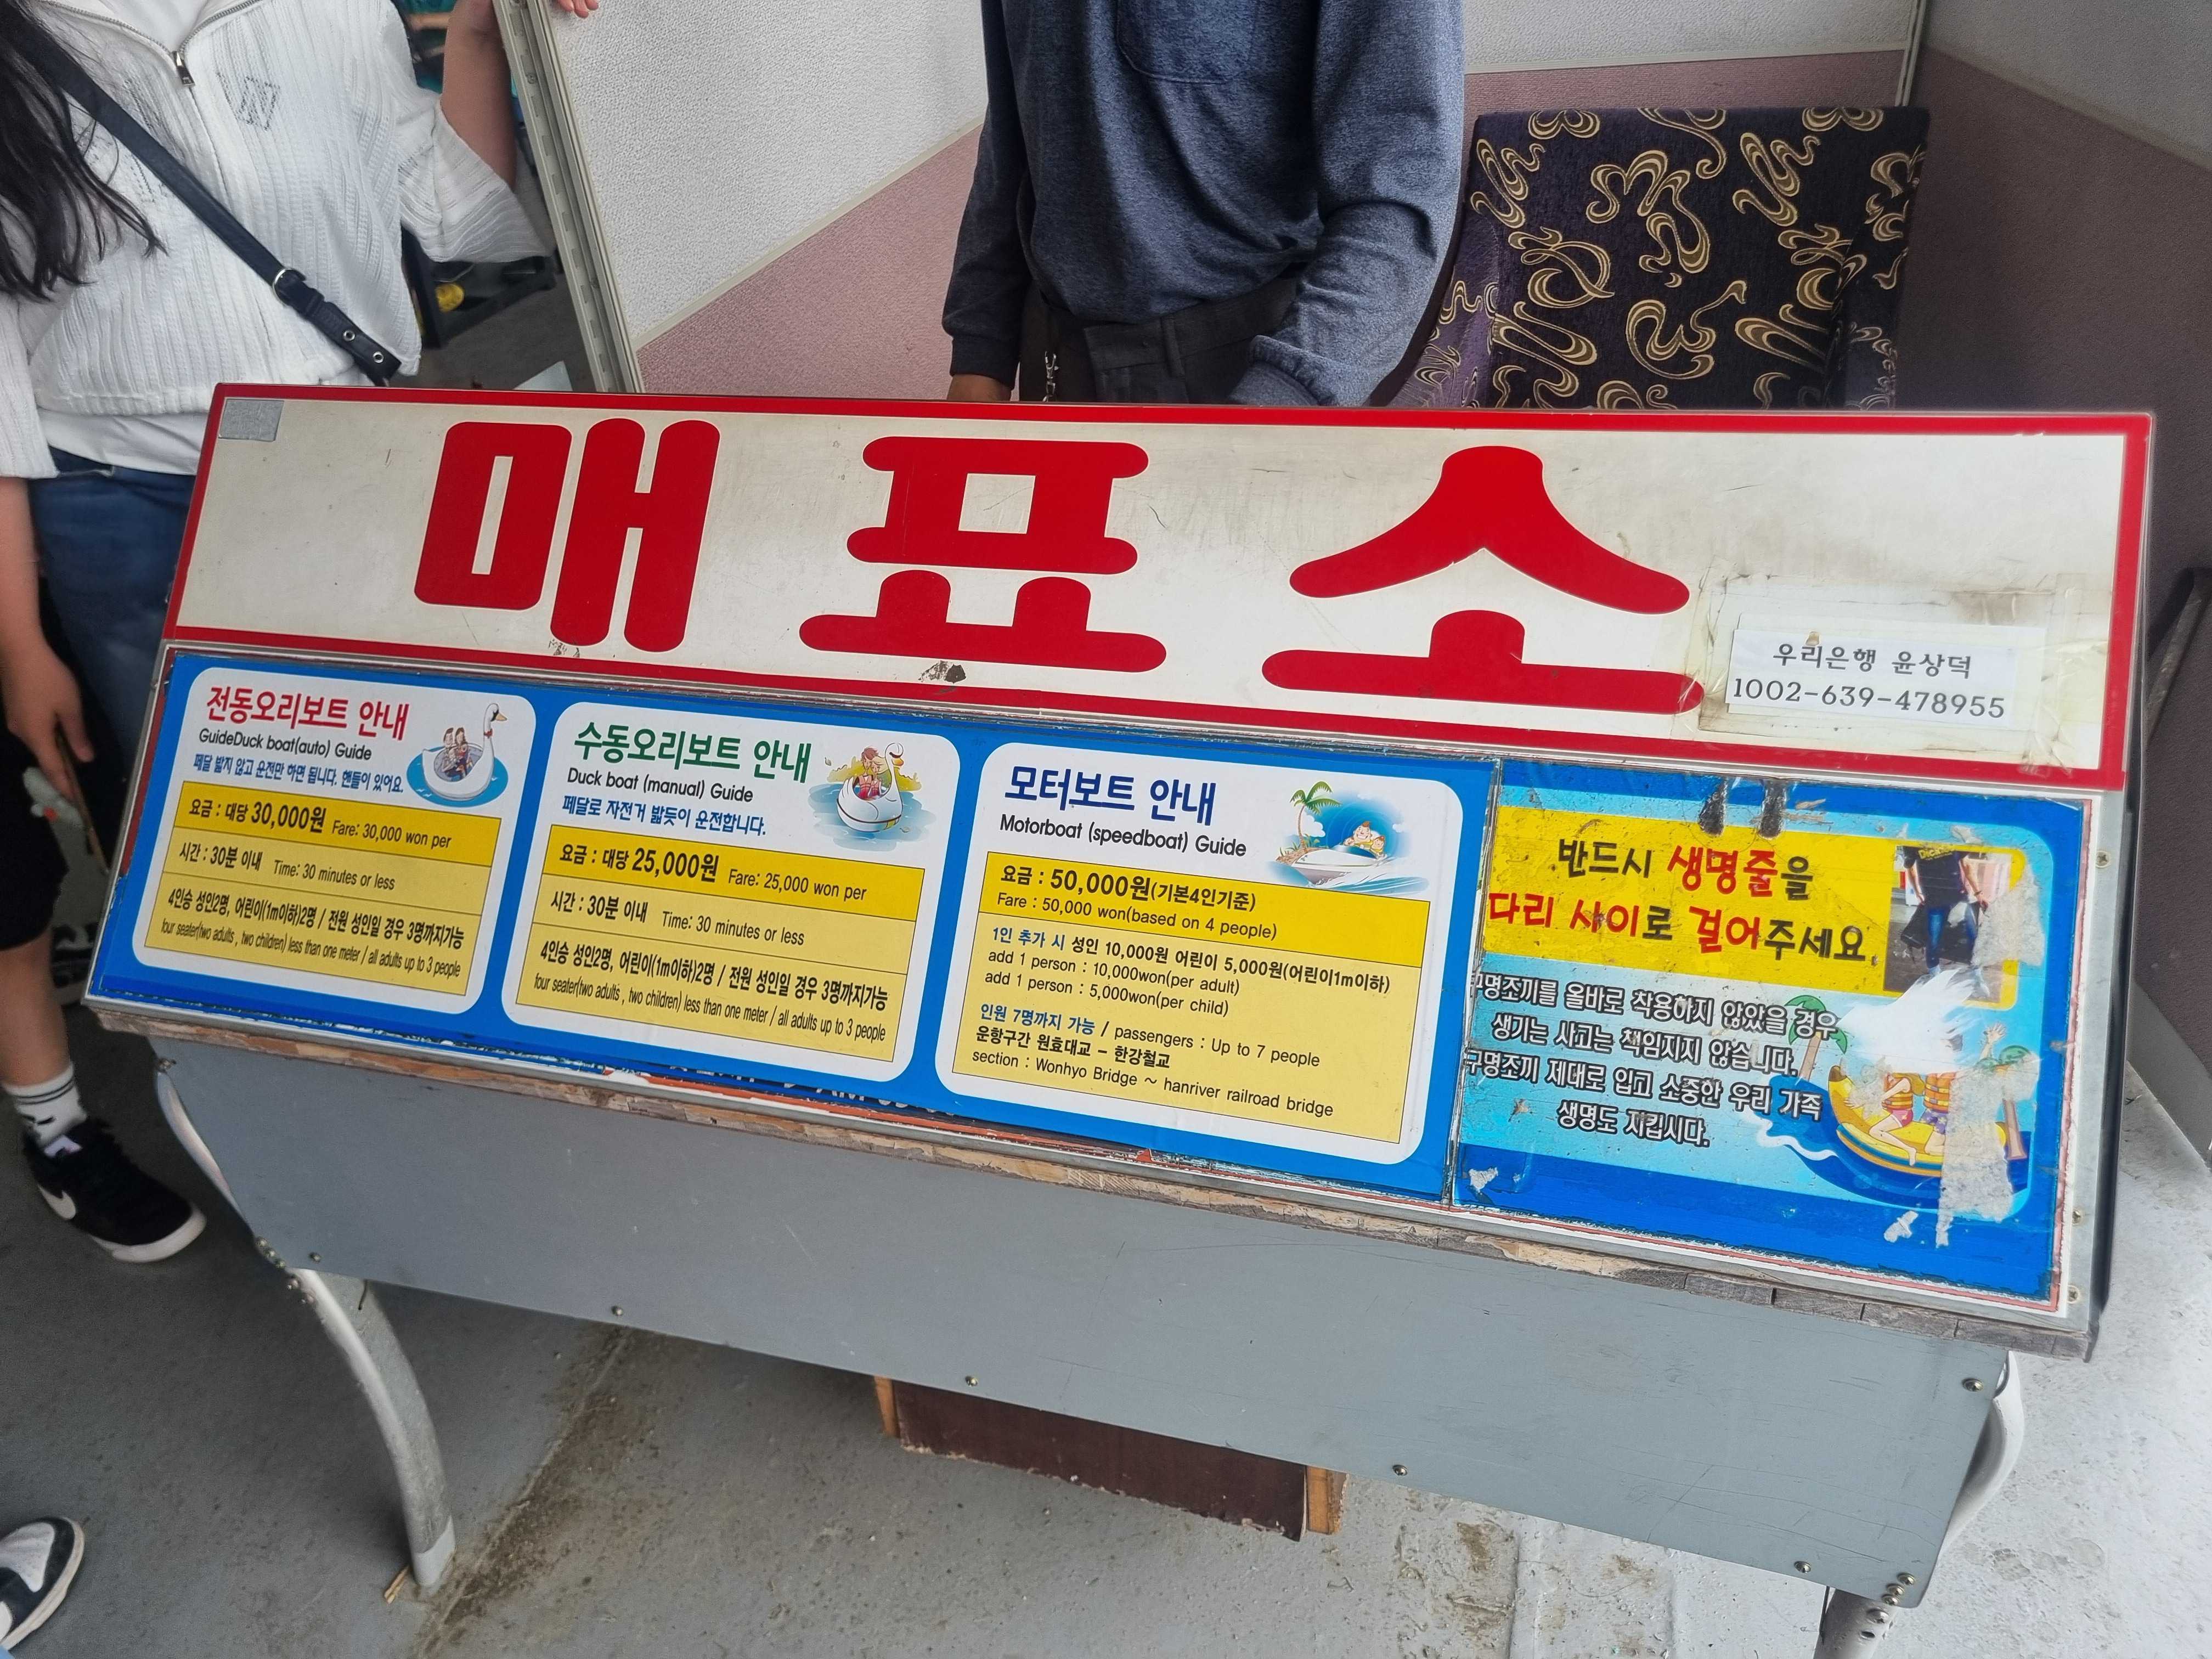 매표소
우리은행 윤상덕
1002-639-478955
전동오리보트 안내
GuideDuck boat(auto) Guide
페달 밟지 않고 운전만 하면 됩니다. 핸들이 있어요.
요금 : 대당 30,000원 Fare: 30,000 won per
시간 : 30분 이내 Time: 30 minutes or less
4인승 성인2명, 어린이(1m이하)2명 / 전원 성인일 경우 3명까지가능
four seater(two adults , two children) less than one meter / all adults up to 3 people
수동오리보트 안내
Duck boat (manual) Guide
페달로 자전거 밟듯이 운전합니다.
요금 : 대당 25,000원 Fare: 25,000 won per
시간 : 30분 이내 Time: 30 minutes or less
4인승 성인2명, 어린이(1m이하)2명 / 전원 성인일 경우 3명까지가능
four seater(two adults , two children) less than one meter / all adults up to 3 people
모터보트 안내
Motorboat (speedboat) Guide
요금 : 50,000원(기본4인기준)
Fare : 50,000 won(based on 4 people)
1인 추가 시 성인 10,000원 어린이 5,000원(어린이1m이하)
add 1 person : 10,000won(per adult)
add 1 person : 5,000won(per child)
인원 7명까지 가능 / passengers : Up to 7 people
운항구간 원효대교 - 한강철교
section : Wonhyo Bridge ~ hanriver railroad bridge
반드시 생명줄을
다리 사이로 걸어주세요.
구명조끼를 올바로 착용하지 않았을 경우
생기는 사고는 책임지지 않습니다.
구명조끼 제대로 입고 소중한 우리 가족
생명도 지킵시다.